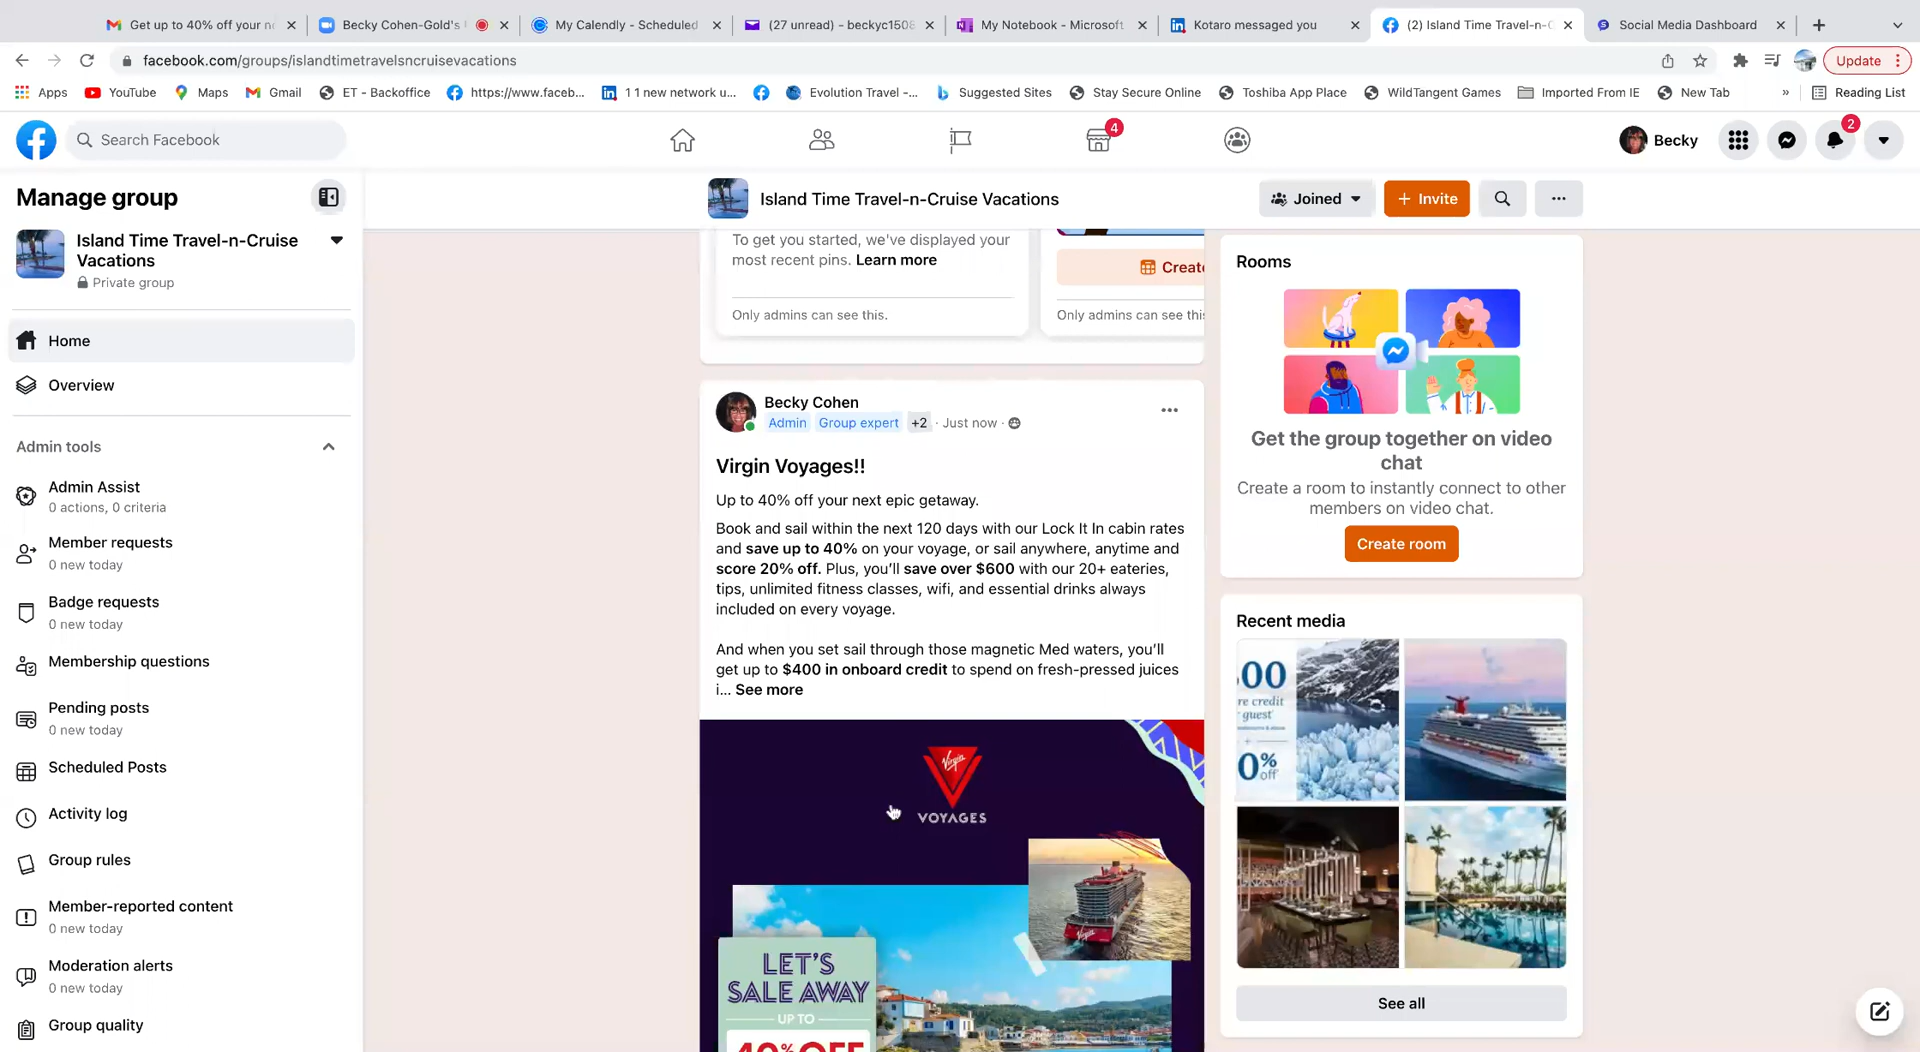 Get up to 40% off your n
Becky Cohen-Gold's
My Calendly - Scheduled
(27 unread) - beckyc1508
My Notebook - Microsoft
Kotaro messaged you
(2) Island Time Travel-n-C
Social Media Dashboard
facebook.com/groups/islandtimetravelsncruisevacations
Update
Apps
YouTube
Maps
Gmail
ET - Backoffice
https://www.faceb...
1 1 new network u...
Evolution Travel -...
Suggested Sites
Stay Secure Online
Toshiba App Place
WildTangent Games
Imported From IE
New Tab
»
Reading List
Search Facebook
4
Becky
2
Manage group
Island Time Travel-n-Cruise
Vacations
Private group
Home
Overview
Admin tools
Admin Assist
0 actions, 0 criteria
Member requests
0 new today
Badge requests
0 new today
Membership questions
Pending posts
0 new today
Scheduled Posts
Activity log
Group rules
Member-reported content
0 new today
Moderation alerts
0 new today
Group quality
Island Time Travel-n-Cruise Vacations
Joined
+ Invite
To get you started, we've displayed your
most recent pins. Learn more
Only admins can see this.
Create
Only admins can see this
Becky Cohen
Admin Group expert +2 · Just now ·
Virgin Voyages!!
Up to 40% off your next epic getaway.
Book and sail within the next 120 days with our Lock It In cabin rates
and save up to 40% on your voyage, or sail anywhere, anytime and
score 20% off. Plus, you'll save over $600 with our 20+ eateries,
tips, unlimited fitness classes, wifi, and essential drinks always
included on every voyage.
And when you set sail through those magnetic Med waters, you'll
get up to $400 in onboard credit to spend on fresh-pressed juices
i... See more
Virgin
VOYAGES
Virgin
LET'S
SALE AWAY
UP TO
40% OFF
Rooms
Get the group together on video
chat
Create a room to instantly connect to other
members on video chat.
Create room
Recent media
00
re credit
guest
0%
off
See all